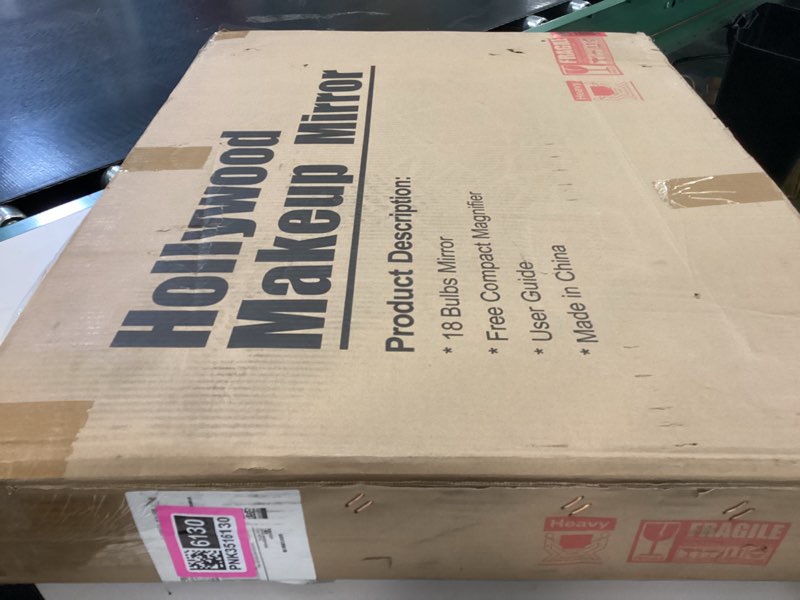 Hollywood
Makeup Mirror
Product Description:
* 18 Bulbs Mirror
* Free Compact Magnifier
* User Guide
* Made in China
Heavy
FRAGILE
6130
PNK3516130
Heavy
FRAGILE